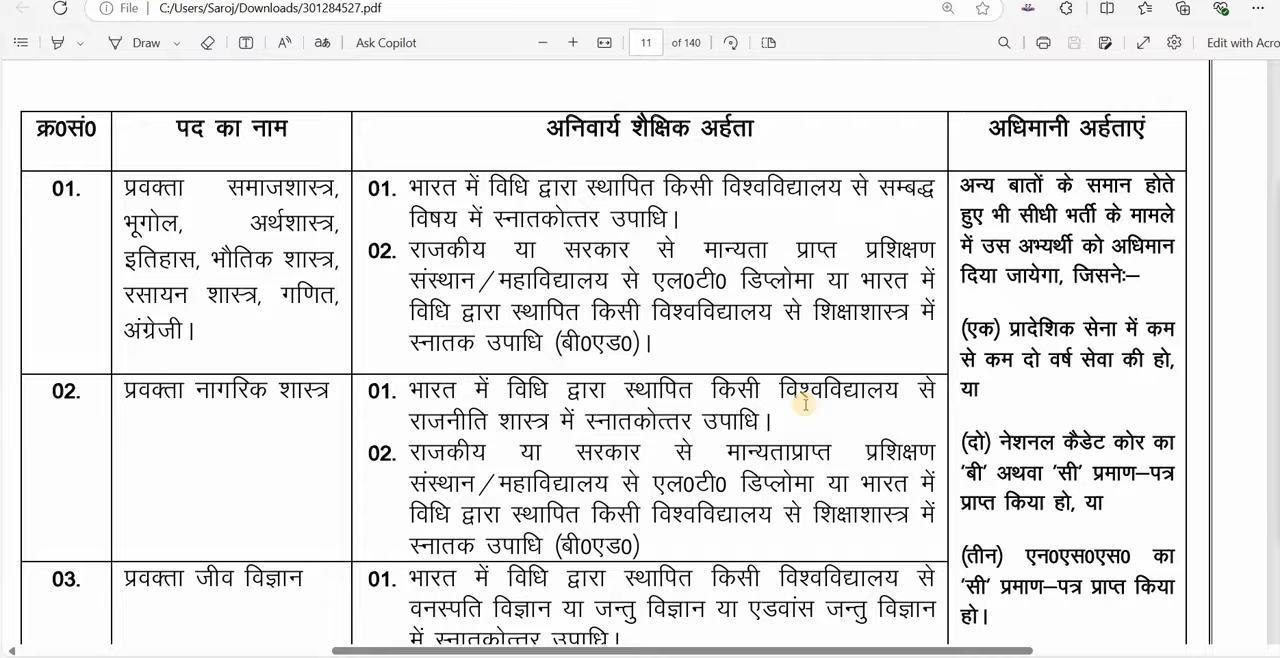 File C:/Users/Saroj/Downloads/301284527.pdf
Draw Ask Copilot 11 of 140 Edit with Acro
क्र0सं0 पद का नाम अनिवार्य शैक्षिक अर्हता अधिमानी अर्हताएं
01.
प्रवक्ता समाजशास्त्र,
भूगोल, अर्थशास्त्र,
इतिहास, भौतिक शास्त्र,
रसायन शास्त्र, गणित,
अंग्रेजी।
01. भारत में विधि द्वारा स्थापित किसी विश्वविद्यालय से सम्बद्ध
विषय में स्नातकोत्तर उपाधि।
02. राजकीय या सरकार से मान्यता प्राप्त प्रशिक्षण
संस्थान/महाविद्यालय से एल0टी0 डिप्लोमा या भारत में
विधि द्वारा स्थापित किसी विश्वविद्यालय से शिक्षाशास्त्र में
स्नातक उपाधि (बी0एड0)।
02.
प्रवक्ता नागरिक शास्त्र
01. भारत में विधि द्वारा स्थापित किसी विश्वविद्यालय से
राजनीति शास्त्र में स्नातकोत्तर उपाधि।
02. राजकीय या सरकार से मान्यताप्राप्त प्रशिक्षण
संस्थान/महाविद्यालय से एल0टी0 डिप्लोमा या भारत में
विधि द्वारा स्थापित किसी विश्वविद्यालय से शिक्षाशास्त्र में
स्नातक उपाधि (बी0एड0)
03.
प्रवक्ता जीव विज्ञान
01. भारत में विधि द्वारा स्थापित किसी विश्वविद्यालय से
वनस्पति विज्ञान या जन्तु विज्ञान या एडवांस जन्तु विज्ञान
में स्नातकोत्तर उपाधि।
अन्य बातों के समान होते
हुए भी सीधी भर्ती के मामले
में उस अभ्यर्थी को अधिमान
दिया जायेगा, जिसनेः–
(एक) प्रादेशिक सेना में कम
से कम दो वर्ष सेवा की हो,
या
(दो) नेशनल कैडेट कोर का
'बी' अथवा 'सी' प्रमाण–पत्र
प्राप्त किया हो, या
(तीन) एन0एस0एस0 का
'सी' प्रमाण–पत्र प्राप्त किया
हो।